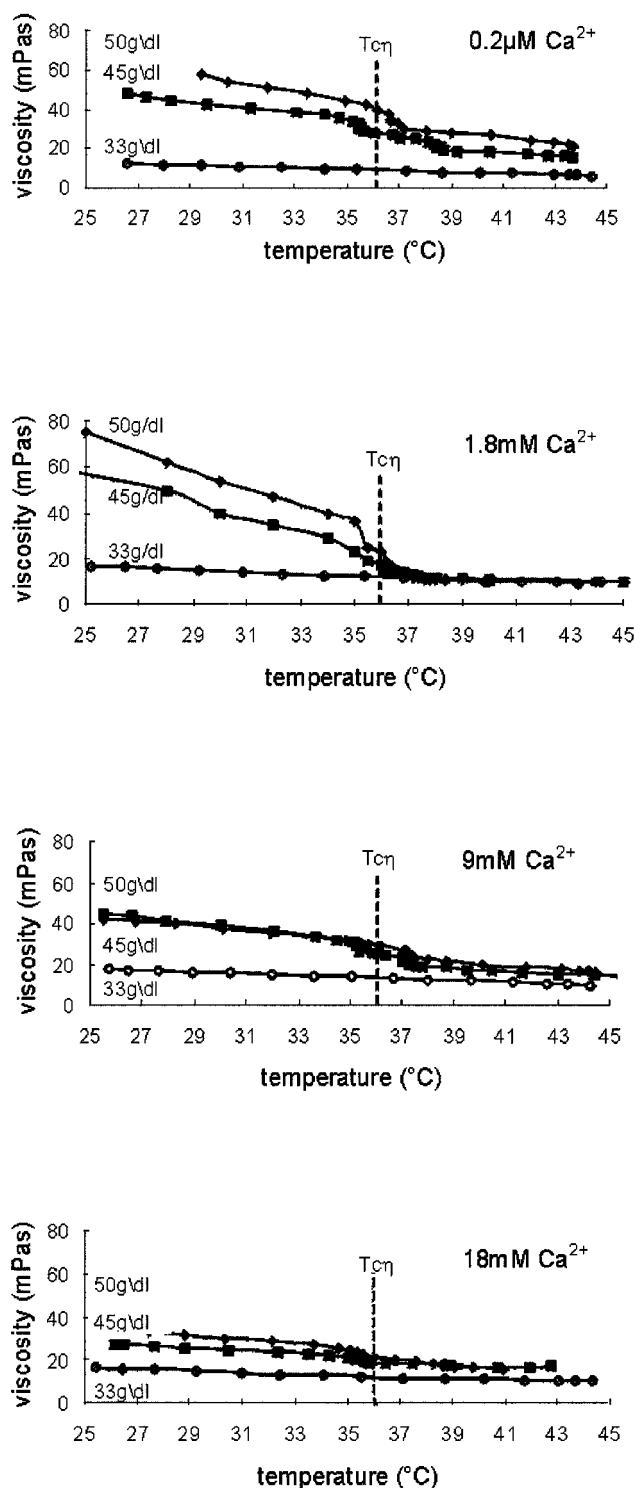 viscosity (mPas)
80
60
40
20
0
50g\dl
45g\dl
33g\dl
Tcη
0.2µM Ca²⁺
25 27 29 31 33 35 37 39 41 43 45
temperature (°C)
viscosity (mPas)
80
60
40
20
0
50g/dl
45g/dl
33g/dl
Tcη
1.8mM Ca²⁺
25 27 29 31 33 35 37 39 41 43 45
temperature (°C)
viscosity (mPas)
80
60
40
20
0
50g\dl
45g\dl
33g\dl
Tcη
9mM Ca²⁺
25 27 29 31 33 35 37 39 41 43 45
temperature (°C)
viscosity (mPas)
80
60
40
20
0
50g\dl
45g\dl
33g\dl
Tcη
18mM Ca²⁺
25 27 29 31 33 35 37 39 41 43 45
temperature (°C)